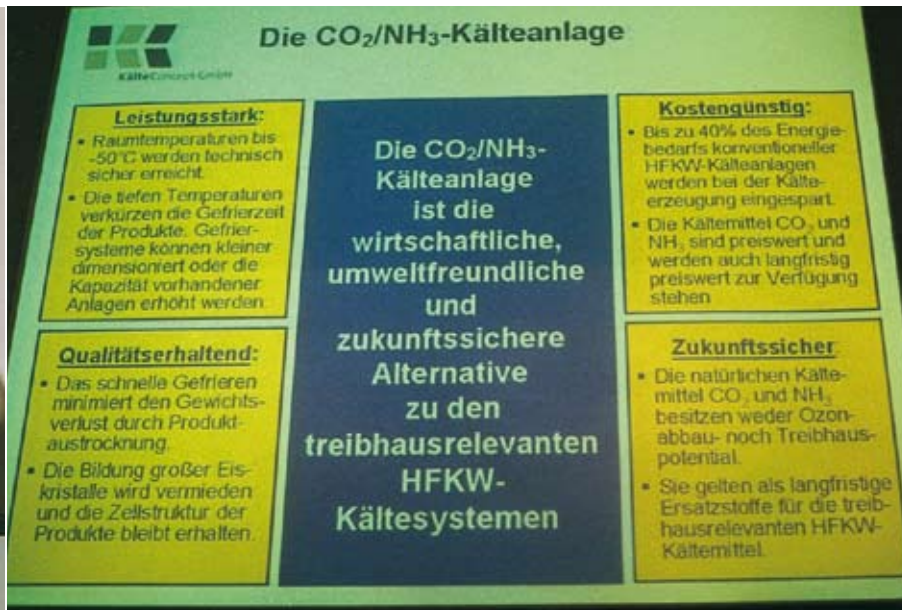 Die CO₂/NH₃-Kälteanlage
KälteConcept GmbH
Leistungsstark:
• Raumtemperaturen bis
-50°C werden technisch
sicher erreicht.
• Die tiefen Temperaturen
verkürzen die Gefrierzeit
der Produkte. Gefrier-
systeme können kleiner
dimensioniert oder die
Kapazität vorhandener
Anlagen erhöht werden.
Qualitätserhaltend:
• Das schnelle Gefrieren
minimiert den Gewichts-
verlust durch Produkt-
austrocknung.
• Die Bildung großer Eis-
kristalle wird vermieden
und die Zellstruktur der
Produkte bleibt erhalten.
Die CO₂/NH₃-
Kälteanlage
ist die
wirtschaftliche,
umweltfreundliche
und
zukunftssichere
Alternative
zu den
treibhausrelevanten
HFKW-
Kältesystemen
Kostengünstig:
• Bis zu 40% des Energie-
bedarfs konventioneller
HFKW-Kälteanlagen
werden bei der Kälte-
erzeugung eingespart.
• Die Kältemittel CO₂ und
NH₃ sind preiswert und
werden auch langfristig
preiswert zur Verfügung
stehen
Zukunftssicher
• Die natürlichen Kälte-
mittel CO₂ und NH₃
besitzen weder Ozon-
abbau- noch Treibhaus-
potential.
• Sie gelten als langfristige
Ersatzstoffe für die treib-
hausrelevanten HFKW-
Kältemittel.